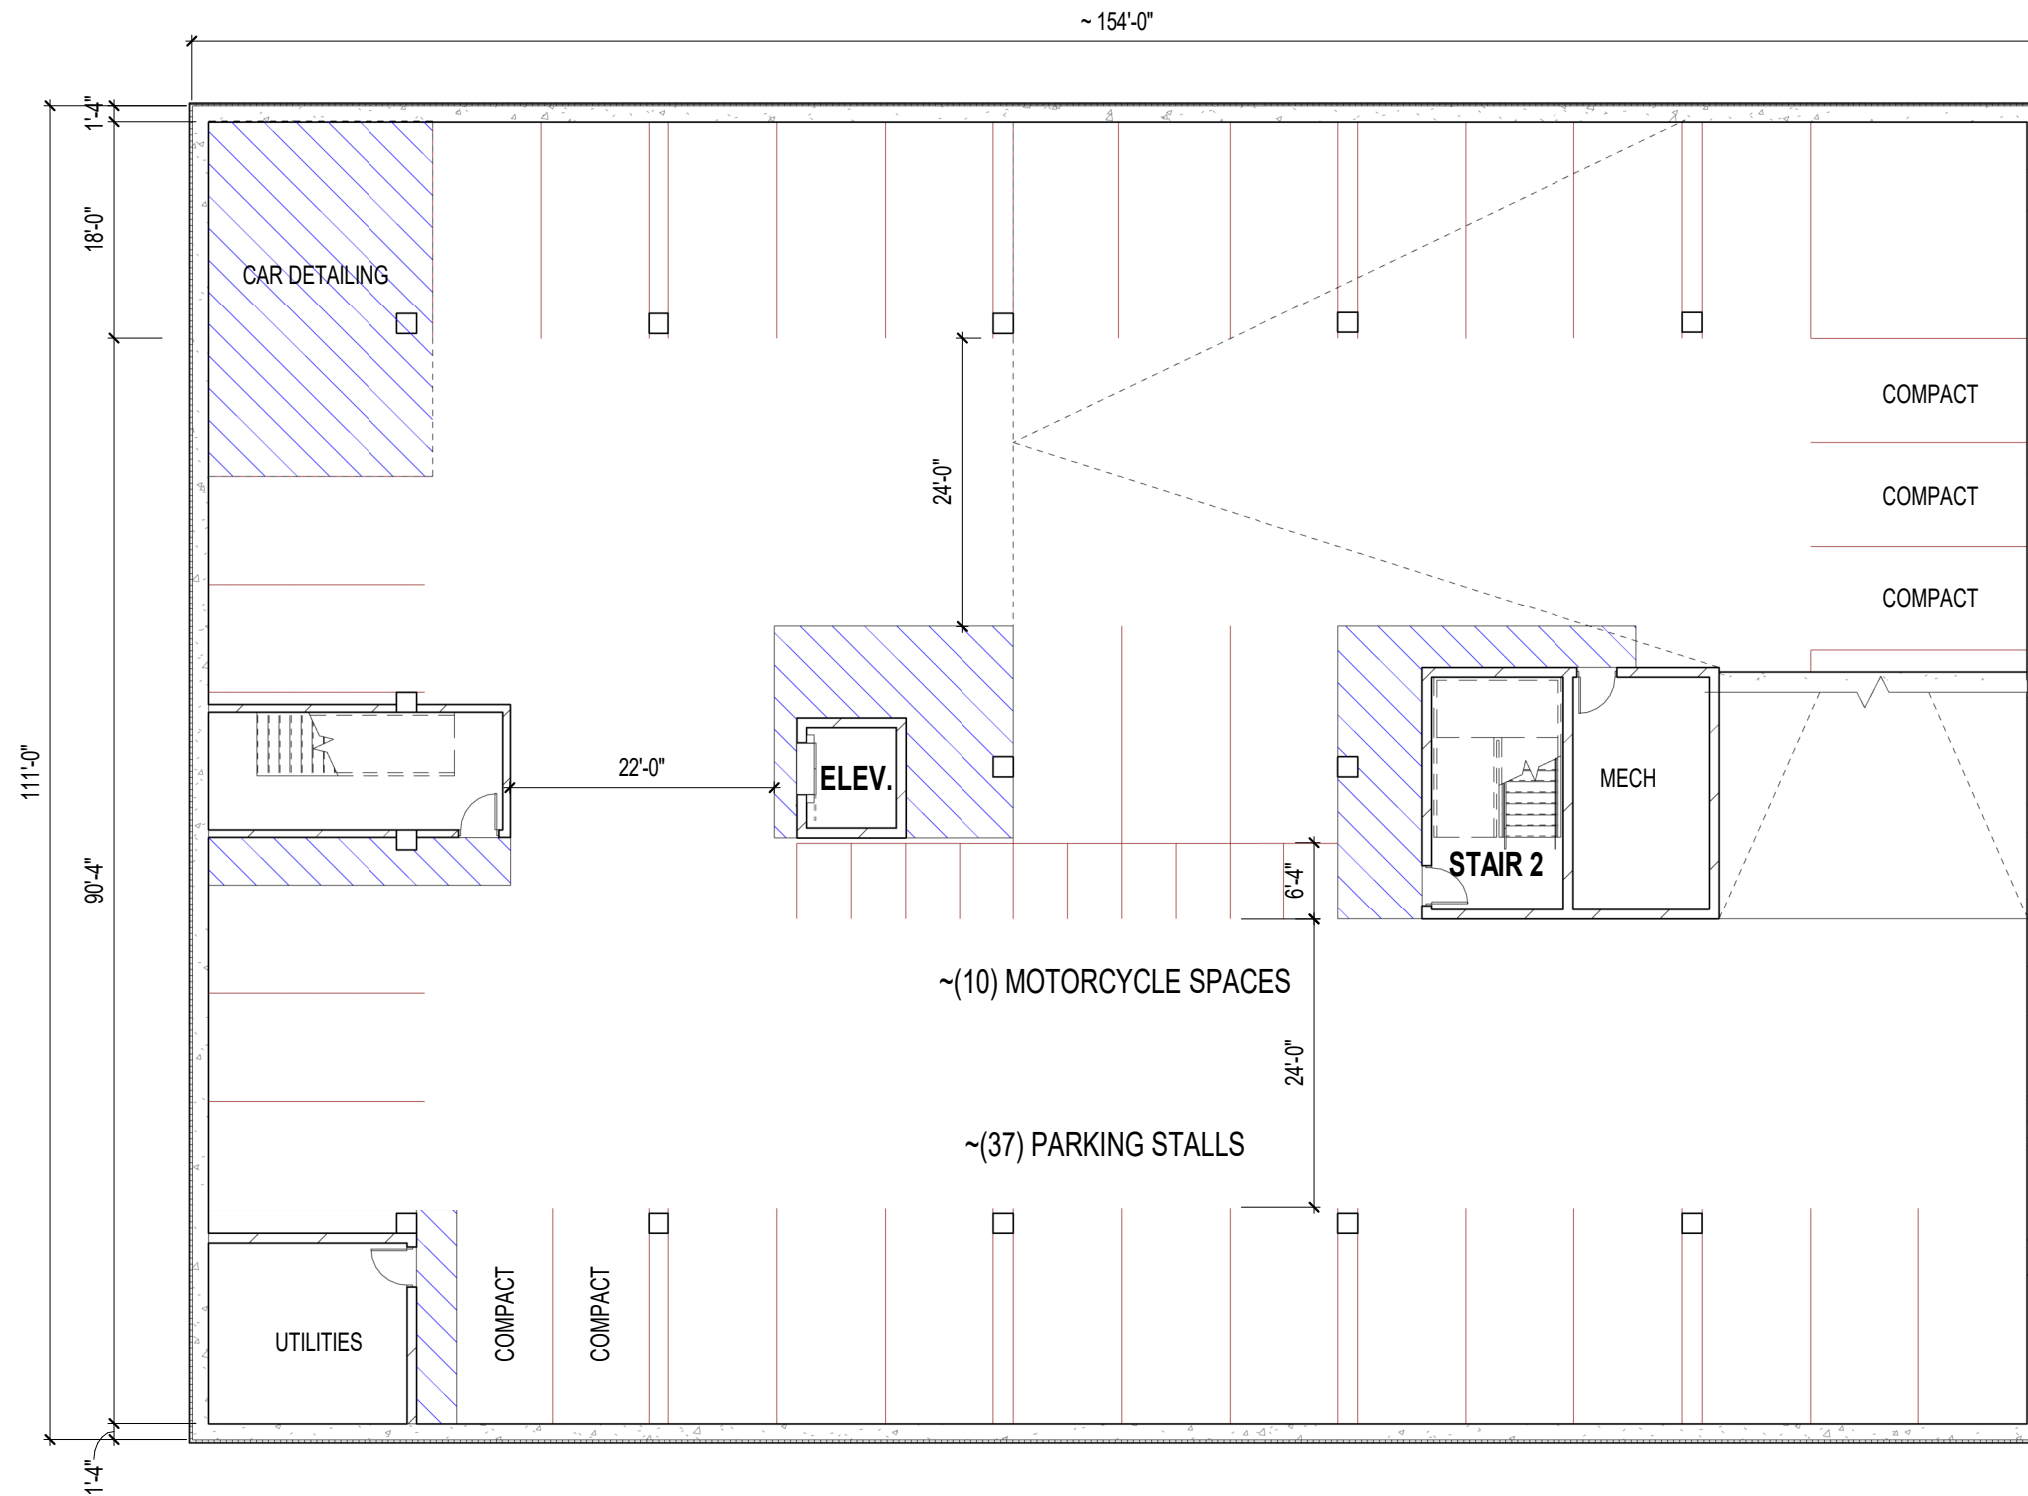 ~ 154'-0"
1'-4"
18'-0"
CAR DETAILING
COMPACT
24'-0"
COMPACT
COMPACT
111'-0"
22'-0"
ELEV.
MECH
STAIR 2
90'-4"
6'-4"
~(10) MOTORCYCLE SPACES
24'-0"
~(37) PARKING STALLS
COMPACT
COMPACT
UTILITIES
1'-4"